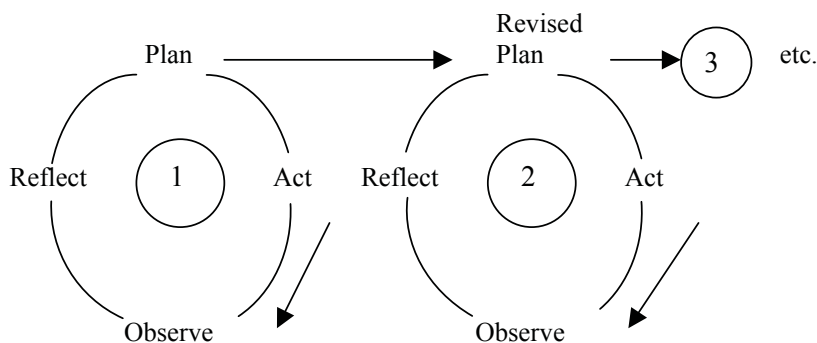 Plan
Revised
Plan
3
etc.
Reflect
1
Act
Reflect
2
Act
Observe
Observe